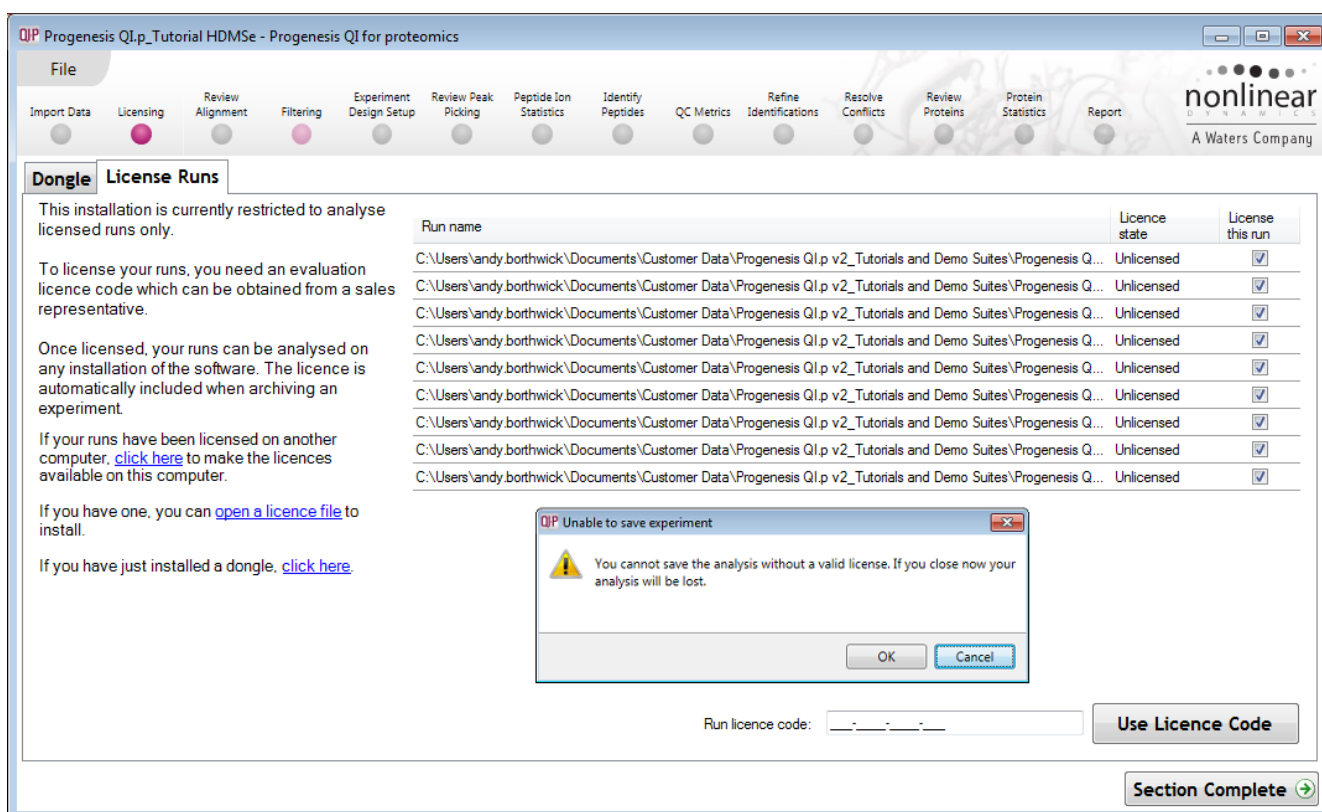 QIP Progenesis QI.p_Tutorial HDMSe - Progenesis QI for proteomics
File
Import Data
Licensing
Review
Alignment
Filtering
Experiment
Design Setup
Review Peak
Picking
Peptide Ion
Statistics
Identify
Peptides
QC Metrics
Refine
Identifications
Resolve
Conflicts
Review
Proteins
Protein
Statistics
Report
nonlinear
DYNAMICS
A Waters Company
Dongle
License Runs
This installation is currently restricted to analyse
licensed runs only.
To license your runs, you need an evaluation
licence code which can be obtained from a sales
representative.
Once licensed, your runs can be analysed on
any installation of the software. The licence is
automatically included when archiving an
experiment.
If your runs have been licensed on another
computer, click here to make the licences
available on this computer.
If you have one, you can open a licence file to
install.
If you have just installed a dongle, click here.
Run name
Licence
state
License
this run
C:\Users\andy.borthwick\Documents\Customer Data\Progenesis QI.p v2_Tutorials and Demo Suites\Progenesis Q... Unlicensed
C:\Users\andy.borthwick\Documents\Customer Data\Progenesis QI.p v2_Tutorials and Demo Suites\Progenesis Q... Unlicensed
C:\Users\andy.borthwick\Documents\Customer Data\Progenesis QI.p v2_Tutorials and Demo Suites\Progenesis Q... Unlicensed
C:\Users\andy.borthwick\Documents\Customer Data\Progenesis QI.p v2_Tutorials and Demo Suites\Progenesis Q... Unlicensed
C:\Users\andy.borthwick\Documents\Customer Data\Progenesis QI.p v2_Tutorials and Demo Suites\Progenesis Q... Unlicensed
C:\Users\andy.borthwick\Documents\Customer Data\Progenesis QI.p v2_Tutorials and Demo Suites\Progenesis Q... Unlicensed
C:\Users\andy.borthwick\Documents\Customer Data\Progenesis QI.p v2_Tutorials and Demo Suites\Progenesis Q... Unlicensed
C:\Users\andy.borthwick\Documents\Customer Data\Progenesis QI.p v2_Tutorials and Demo Suites\Progenesis Q... Unlicensed
C:\Users\andy.borthwick\Documents\Customer Data\Progenesis QI.p v2_Tutorials and Demo Suites\Progenesis Q... Unlicensed
QIP Unable to save experiment
You cannot save the analysis without a valid license. If you close now your
analysis will be lost.
OK
Cancel
Run licence code: ___-____-____-___
Use Licence Code
Section Complete